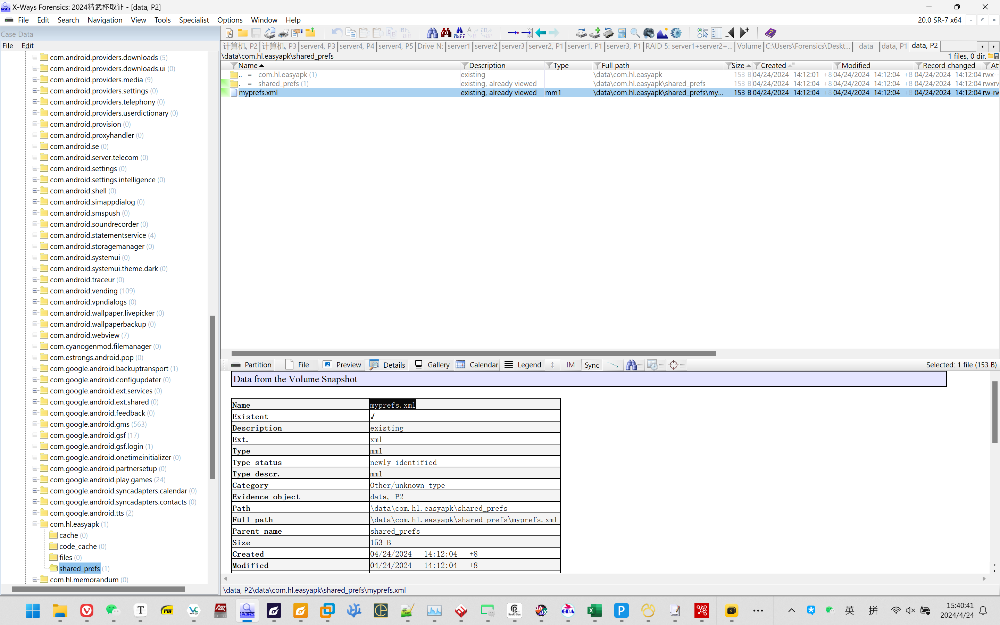 X-Ways Forensics: 2024精武杯取证 - [data, P2]
File Edit Search Navigation View Tools Specialist Options Window Help
20.0 SR-7 x64
Case Data
File Edit
com.android.providers.downloads (5)
com.android.providers.downloads.ui (0)
com.android.providers.media (9)
com.android.providers.settings (0)
com.android.providers.telephony (0)
com.android.providers.userdictionary (0)
com.android.provision (0)
com.android.proxyhandler (0)
com.android.se (0)
com.android.server.telecom (0)
com.android.settings (0)
com.android.settings.intelligence (0)
com.android.shell (0)
com.android.simappdialog (0)
com.android.smspush (0)
com.android.soundrecorder (0)
com.android.statementservice (4)
com.android.storagemanager (0)
com.android.systemui (0)
com.android.systemui.theme.dark (0)
com.android.traceur (0)
com.android.vending (109)
com.android.vpndialogs (0)
com.android.wallpaper.livepicker (0)
com.android.wallpaperbackup (0)
com.android.webview (7)
com.cyanogenmod.filemanager (0)
com.estrongs.android.pop (0)
com.google.android.backuptransport (1)
com.google.android.configupdater (0)
com.google.android.ext.services (0)
com.google.android.ext.shared (0)
com.google.android.feedback (0)
com.google.android.gms (563)
com.google.android.gsf (17)
com.google.android.gsf.login (1)
com.google.android.onetimeinitializer (0)
com.google.android.partnersetup (0)
com.google.android.play.games (24)
com.google.android.syncadapters.calendar (0)
com.google.android.syncadapters.contacts (0)
com.google.android.tts (2)
com.hl.easyapk (1)
cache (0)
code_cache (0)
files (0)
shared_prefs (1)
com.hl.memorandum (0)
计算机, P2 计算机, P3 server4, P3 server4, P4 server4, P5 Drive N: server1 server2 server3 server2, P1 server1, P1 server3, P1 RAID 5: server1+server2+... Volume C:\Users\Forensics\Deskt... data data, P1 data, P2
\data\com.hl.easyapk\shared_prefs
1 files, 0 dir.
Name Description Type Full path Size Created Modified Record changed Att
.. = com.hl.easyapk (1) existing \data\com.hl.easyapk 153 B 04/24/2024 14:12:01 +8 04/24/2024 14:12:04 +8 04/24/2024 14:12:04 rwx--
. = shared_prefs (1) existing, already viewed \data\com.hl.easyapk\shared_prefs 153 B 04/24/2024 14:12:04 +8 04/24/2024 14:12:04 +8 04/24/2024 14:12:04 rwxrw
myprefs.xml existing, already viewed mm1 \data\com.hl.easyapk\shared_prefs\my... 153 B 04/24/2024 14:12:04 +8 04/24/2024 14:12:04 +8 04/24/2024 14:12:04 rw-rw
Partition File Preview Details Gallery Calendar Legend IM Sync
Selected: 1 file (153 B)
Data from the Volume Snapshot
Name myprefs.xml
Existent √
Description existing
Ext. xml
Type mm1
Type status newly identified
Type descr. mm1
Category Other/unknown type
Evidence object data, P2
Path \data\com.hl.easyapk\shared_prefs
Full path \data\com.hl.easyapk\shared_prefs\myprefs.xml
Parent name shared_prefs
Size 153 B
Created 04/24/2024 14:12:04 +8
Modified 04/24/2024 14:12:04 +8
\data, P2\data\com.hl.easyapk\shared_prefs\myprefs.xml
T
PDF
GDA
P
英
拼
15:40:41
2024/4/24